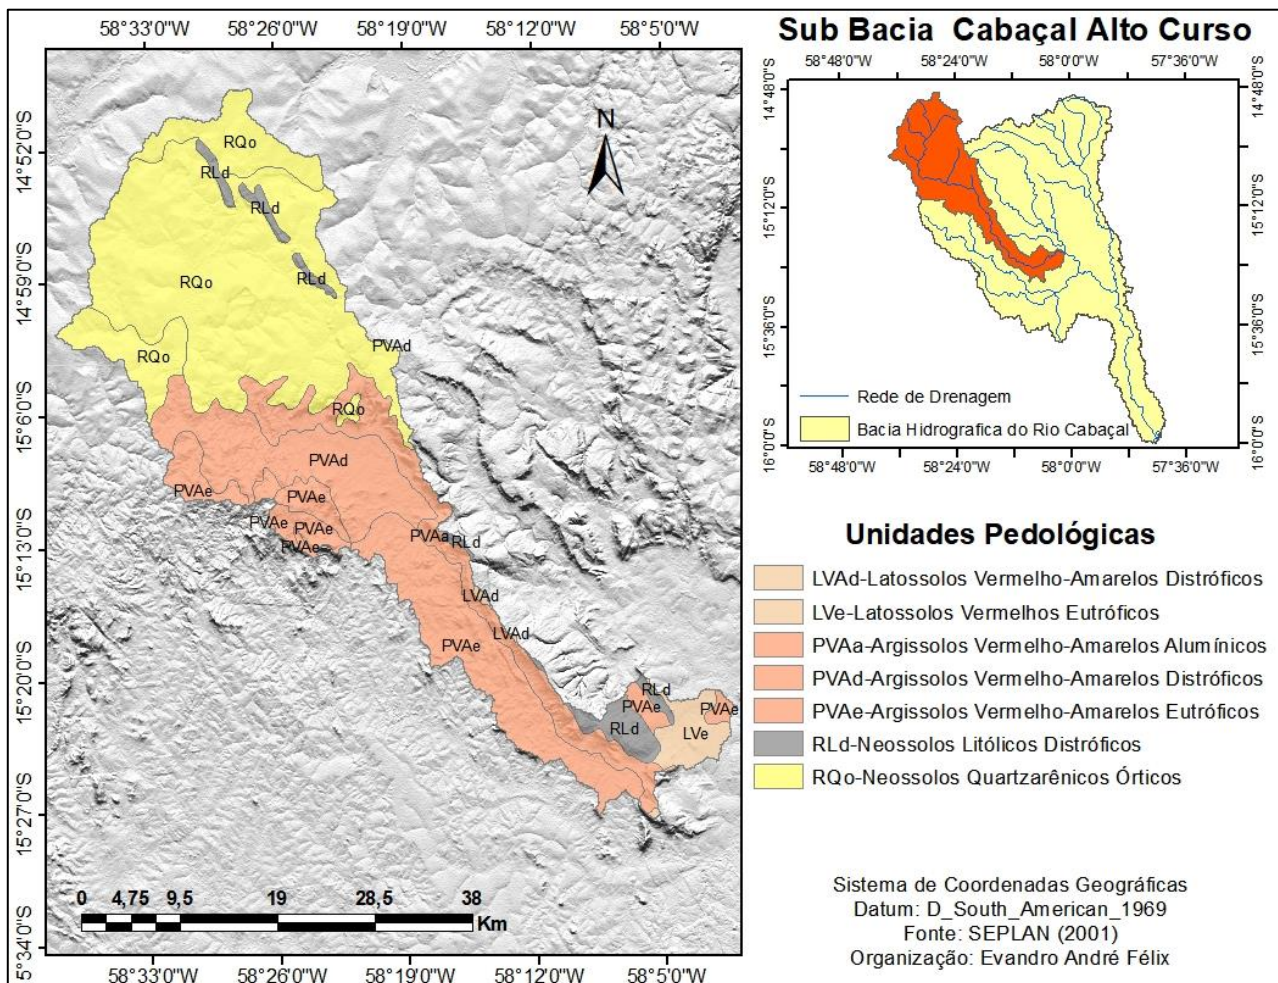 58°33'0"W 58°26'0"W 58°19'0"W 58°12'0"W 58°5'0"W
14°52'0"S
14°59'0"S
15°6'0"S
15°13'0"S
15°20'0"S
15°27'0"S
5°34'0"S
N
RQo
RLd
RLd
RLd
RQo
PVAd
RQo
RQo
PVAd
PVAe
PVAe
PVAe
PVAe
PVAe
PVAa
RLd
LVAd
LVAd
PVAe
RLd
PVAe
PVAe
RLd
LVe
0 4,75 9,5 19 28,5 38
Km
58°33'0"W 58°26'0"W 58°19'0"W 58°12'0"W 58°5'0"W
Sub Bacia Cabaçal Alto Curso
58°48'0"W 58°24'0"W 58°0'0"W 57°36'0"W
14°48'0"S 14°48'0"S
15°12'0"S 15°12'0"S
15°36'0"S 15°36'0"S
16°0'0"S 16°0'0"S
Rede de Drenagem
Bacia Hidrografica do Rio Cabaçal
58°48'0"W 58°24'0"W 58°0'0"W 57°36'0"W
Unidades Pedológicas
LVAd-Latossolos Vermelho-Amarelos Distróficos
LVe-Latossolos Vermelhos Eutróficos
PVAa-Argissolos Vermelho-Amarelos Alumínicos
PVAd-Argissolos Vermelho-Amarelos Distróficos
PVAe-Argissolos Vermelho-Amarelos Eutróficos
RLd-Neossolos Litólicos Distróficos
RQo-Neossolos Quartzarênicos Órticos
Sistema de Coordenadas Geográficas
Datum: D_South_American_1969
Fonte: SEPLAN (2001)
Organização: Evandro André Félix